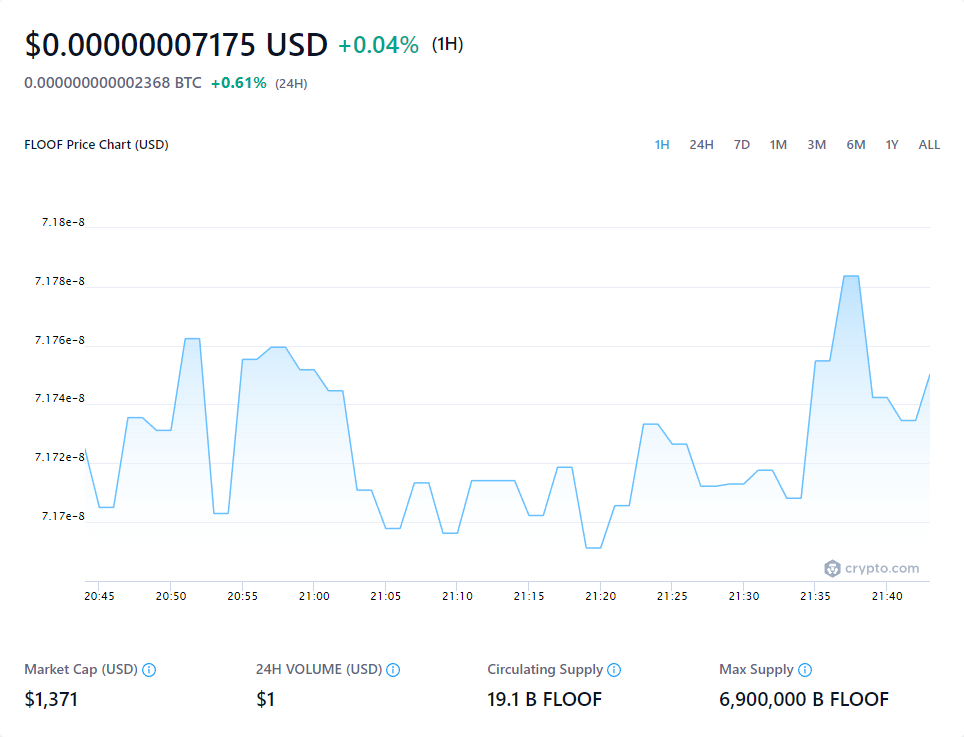 $0.00000007175 USD +0.04% (1H)
0.000000000002368 BTC +0.61% (24H)
FLOOF Price Chart (USD) 1H 24H 7D 1M 3M 6M 1Y ALL
7.18e-8
7.178e-8
7.176e-8
7.174e-8
7.172e-8
7.17e-8
crypto.com
20:45 20:50 20:55 21:00 21:05 21:10 21:15 21:20 21:25 21:30 21:35 21:40
Market Cap (USD) 24H VOLUME (USD) Circulating Supply Max Supply
$1,371 $1 19.1 B FLOOF 6,900,000 B FLOOF